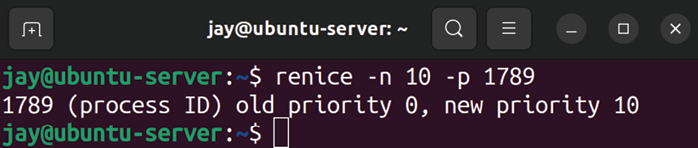 jay@ubuntu-server: ~
jay@ubuntu-server:~$ renice -n 10 -p 1789
1789 (process ID) old priority 0, new priority 10
jay@ubuntu-server:~$